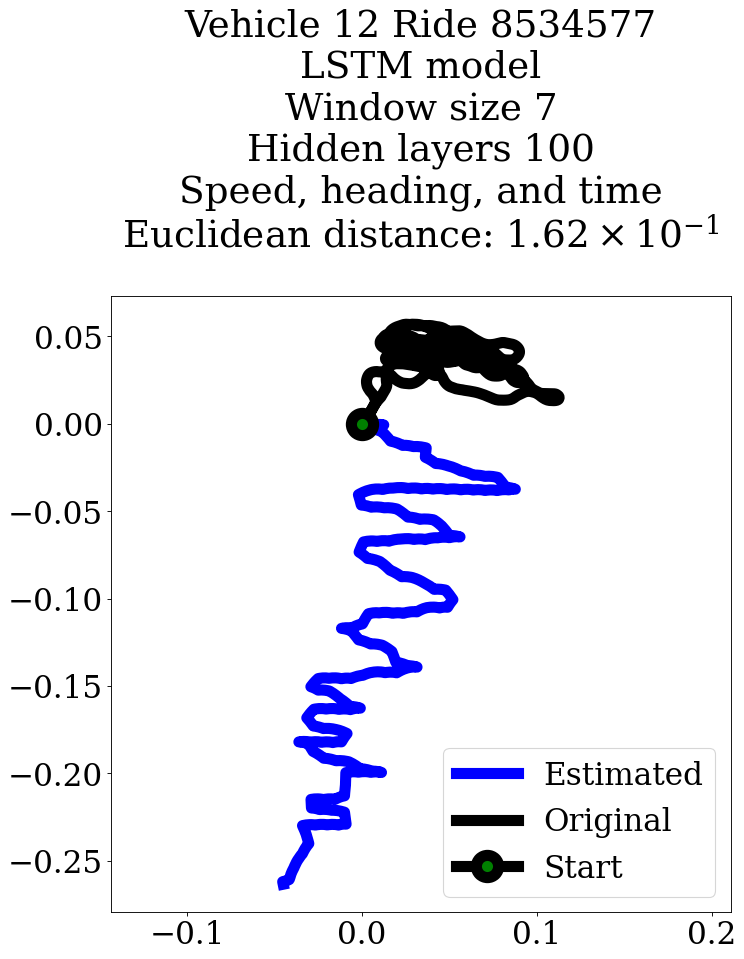 Vehicle 12 Ride 8534577
LSTM model
Window size 7
Hidden layers 100
Speed, heading, and time
Euclidean distance: 1.62 × 10⁻¹
0.05
0.00
−0.05
−0.10
−0.15
−0.20
−0.25
Estimated
Original
Start
−0.1
0.0
0.1
0.2